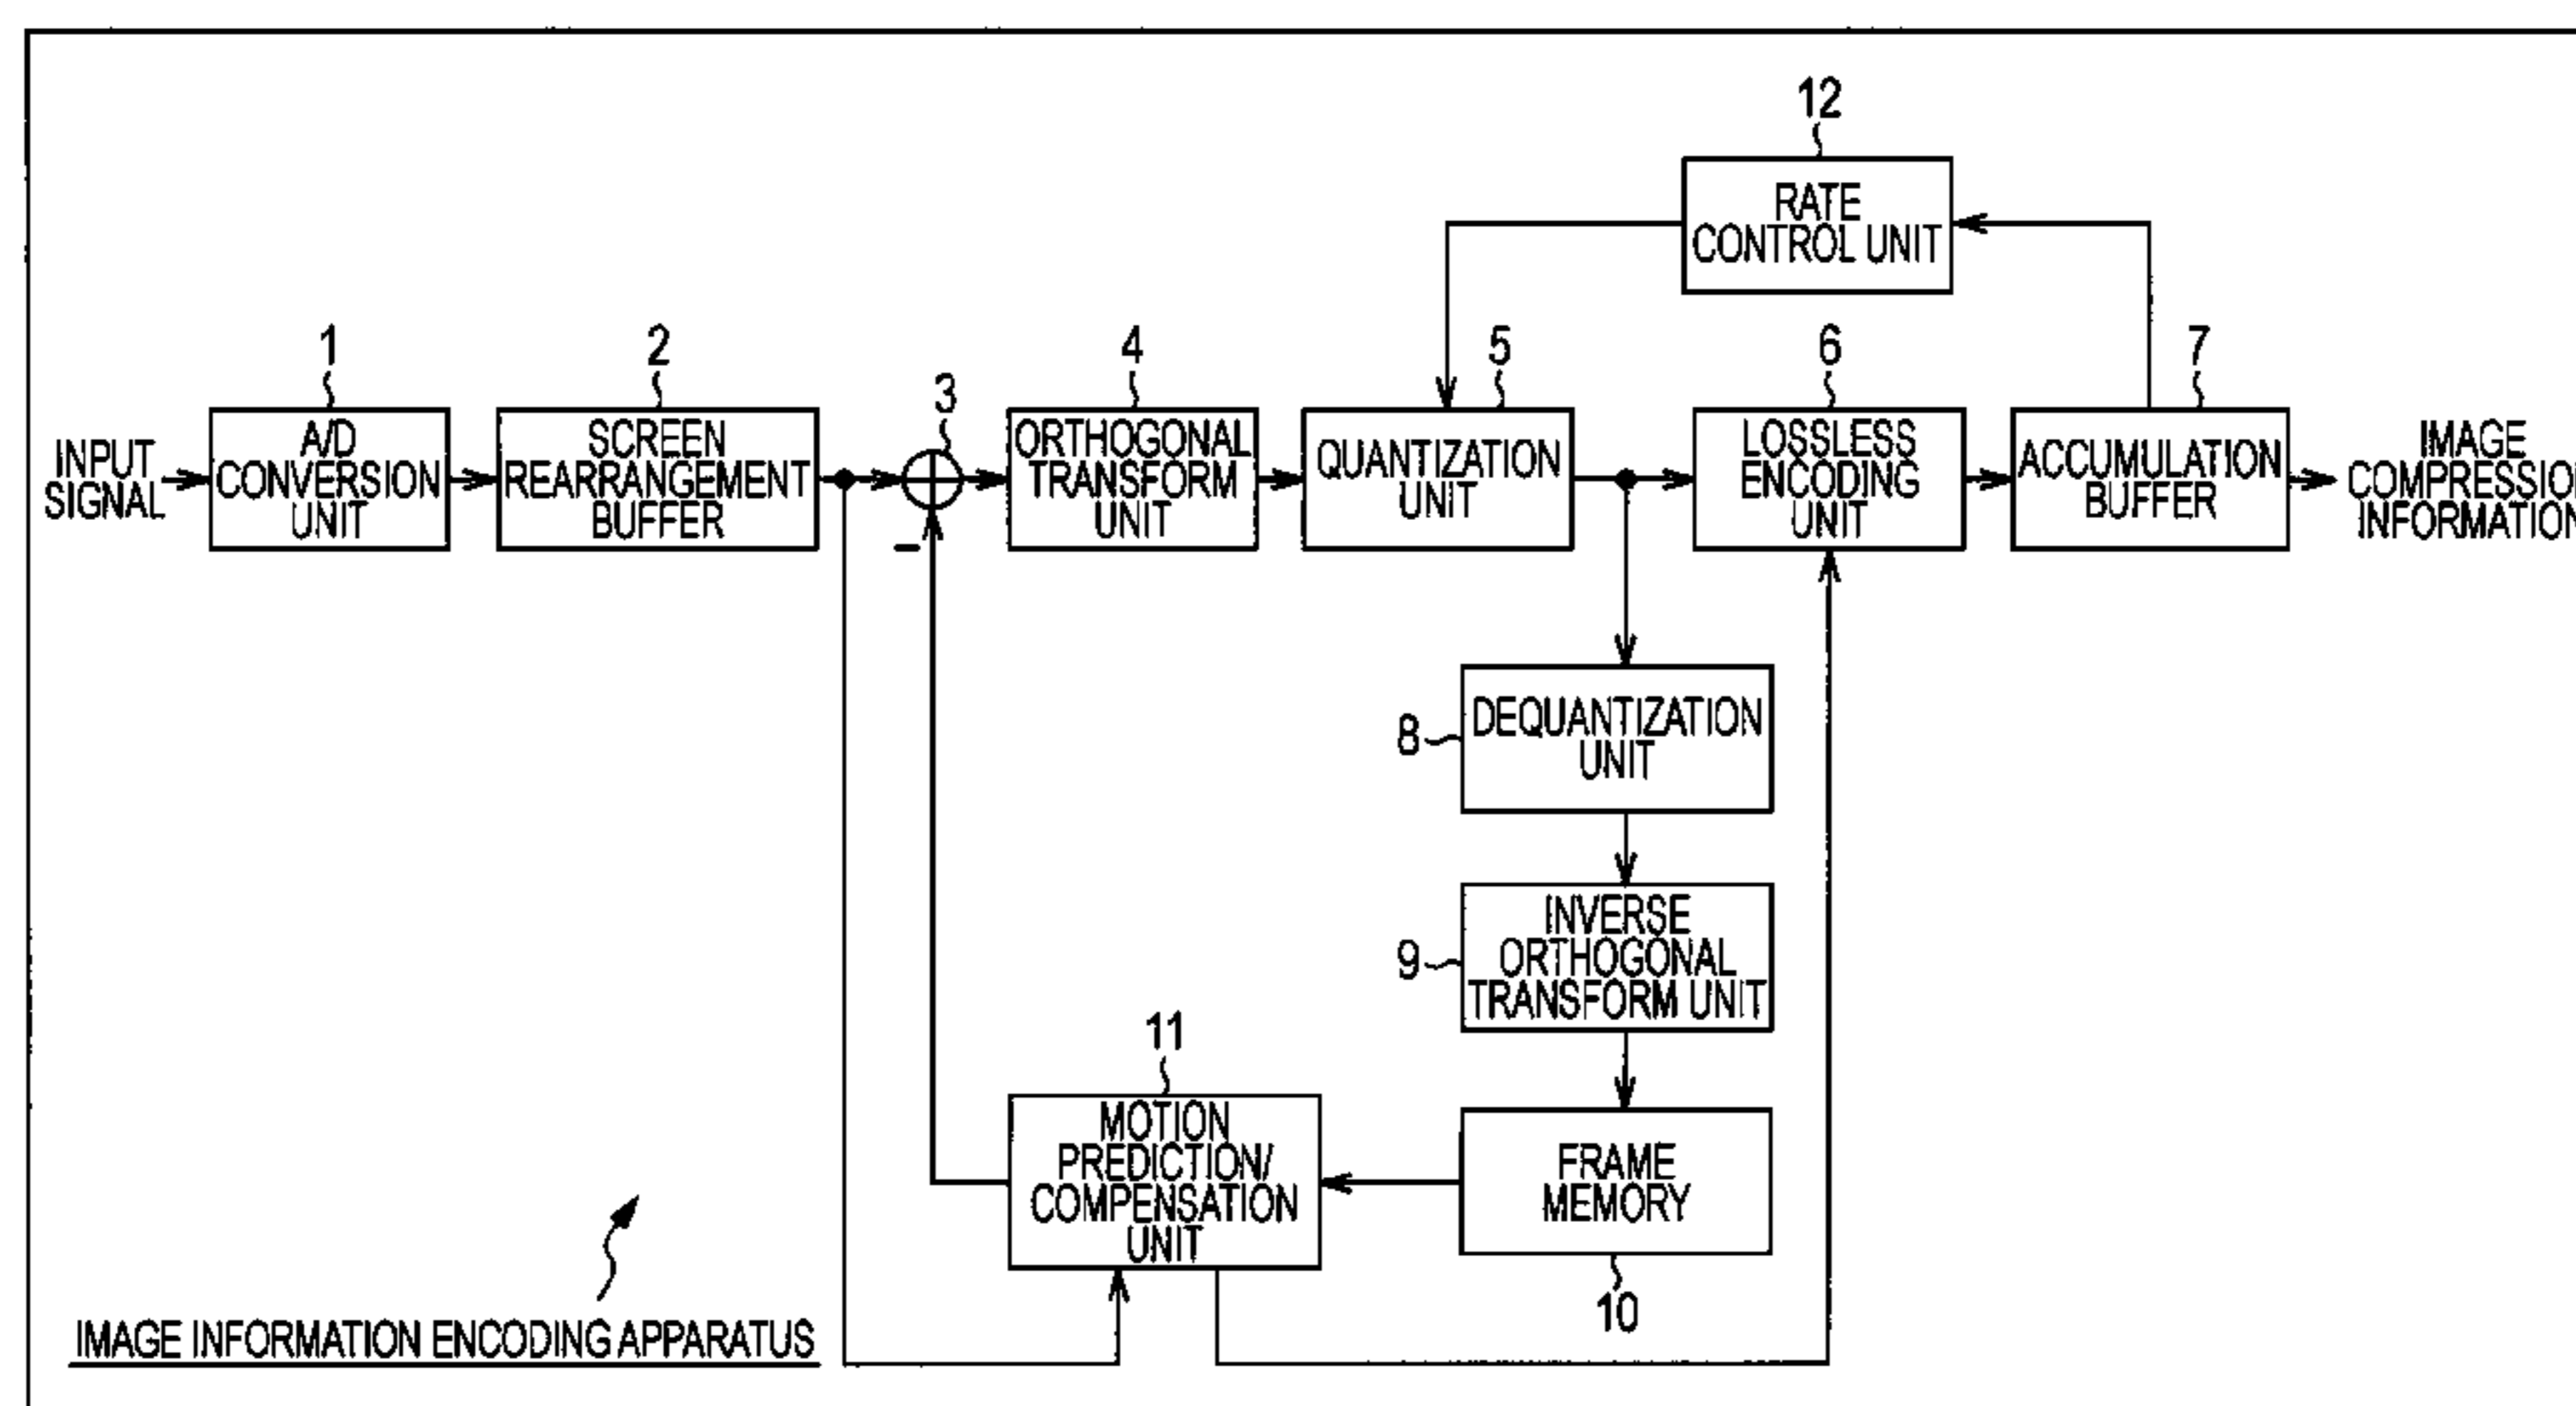 12
RATE
CONTROL UNIT
1
2
3
4
5
6
7
INPUT
SIGNAL
A/D
CONVERSION
UNIT
SCREEN
REARRANGEMENT
BUFFER
−
ORTHOGONAL
TRANSFORM
UNIT
QUANTIZATION
UNIT
LOSSLESS
ENCODING
UNIT
ACCUMULATION
BUFFER
IMAGE
COMPRESSION
INFORMATION
8
DEQUANTIZATION
UNIT
9
INVERSE
ORTHOGONAL
TRANSFORM UNIT
11
MOTION
PREDICTION/
COMPENSATION
UNIT
FRAME
MEMORY
10
IMAGE INFORMATION ENCODING APPARATUS